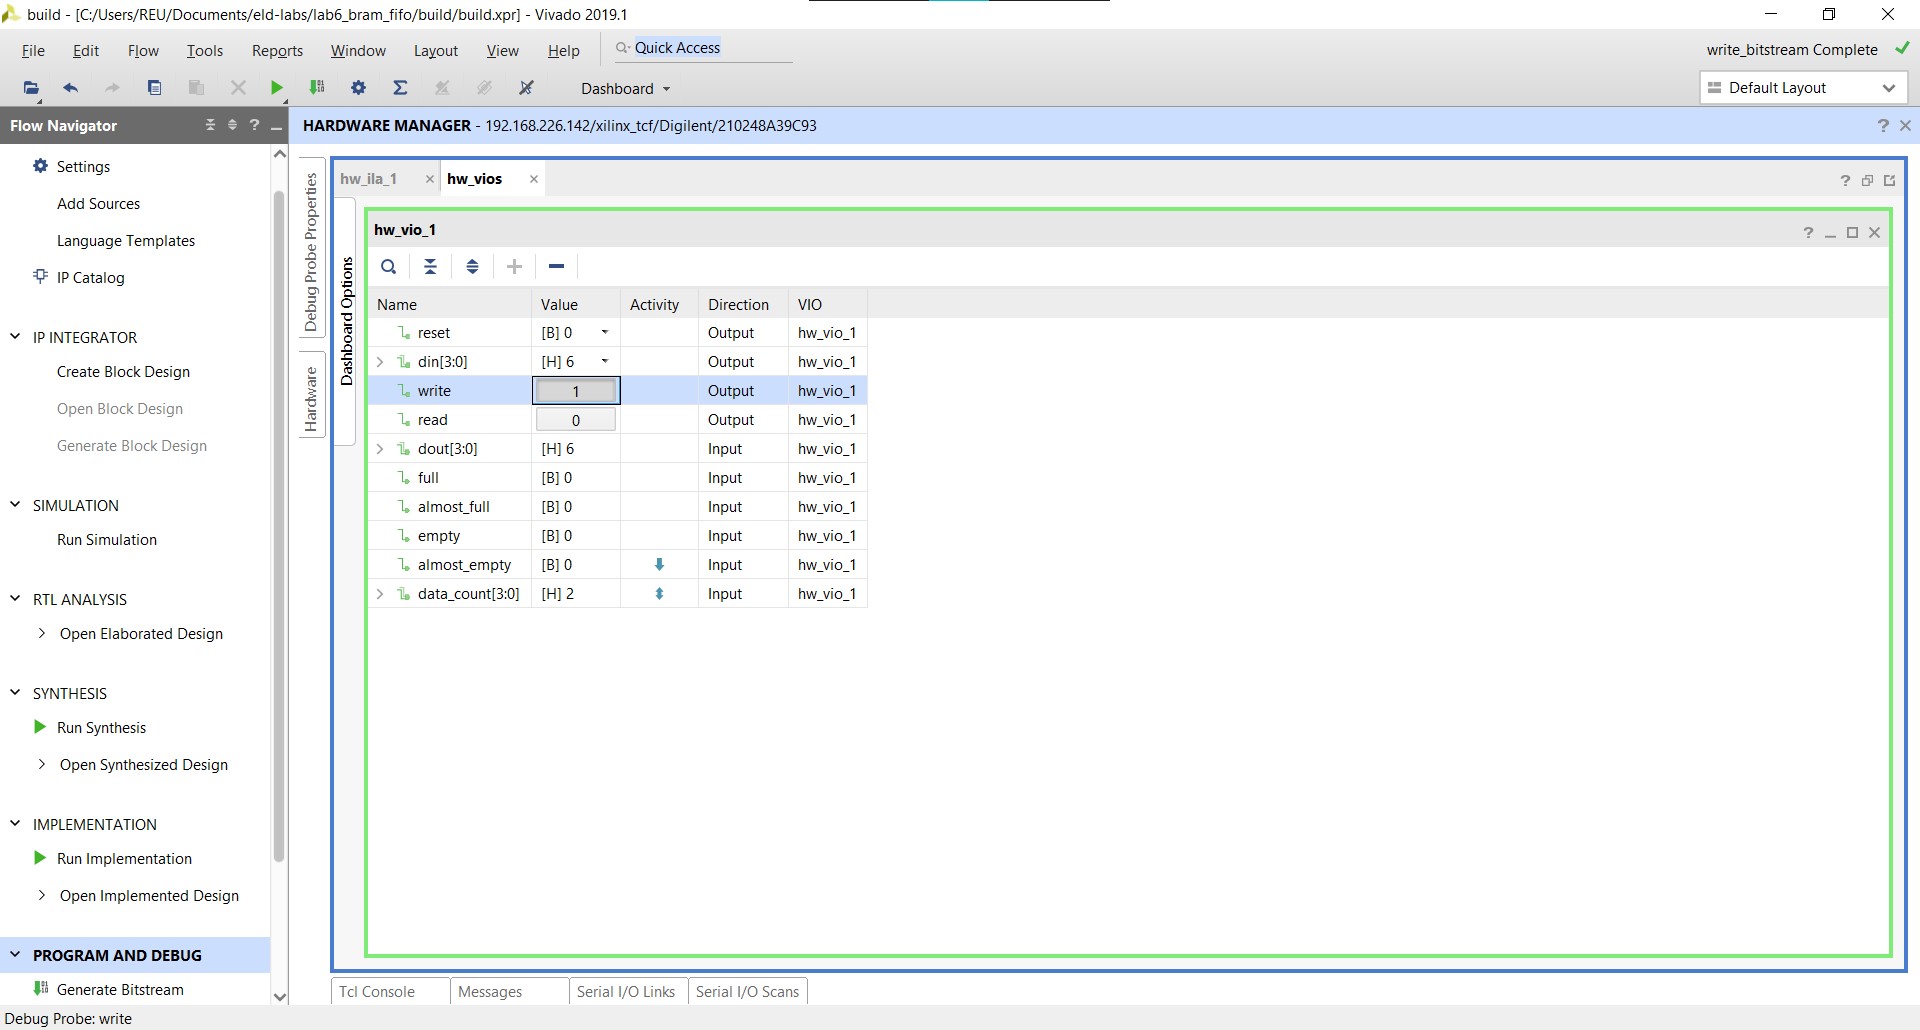 build - [C:/Users/REU/Documents/eld-labs/lab6_bram_fifo/build/build.xpr] - Vivado 2019.1
File Edit Flow Tools Reports Window Layout View Help Quick Access write_bitstream Complete
Dashboard Default Layout
Flow Navigator
HARDWARE MANAGER - 192.168.226.142/xilinx_tcf/Digilent/210248A39C93
Settings
Add Sources
Language Templates
IP Catalog
IP INTEGRATOR
Create Block Design
Open Block Design
Generate Block Design
SIMULATION
Run Simulation
RTL ANALYSIS
Open Elaborated Design
SYNTHESIS
Run Synthesis
Open Synthesized Design
IMPLEMENTATION
Run Implementation
Open Implemented Design
PROGRAM AND DEBUG
Generate Bitstream
Debug Probe Properties
Hardware
Dashboard Options
hw_ila_1 hw_vios
hw_vio_1
Name Value Activity Direction VIO
reset [B] 0 Output hw_vio_1
din[3:0] [H] 6 Output hw_vio_1
write 1 Output hw_vio_1
read 0 Output hw_vio_1
dout[3:0] [H] 6 Input hw_vio_1
full [B] 0 Input hw_vio_1
almost_full [B] 0 Input hw_vio_1
empty [B] 0 Input hw_vio_1
almost_empty [B] 0 Input hw_vio_1
data_count[3:0] [H] 2 Input hw_vio_1
Tcl Console Messages Serial I/O Links Serial I/O Scans
Debug Probe: write